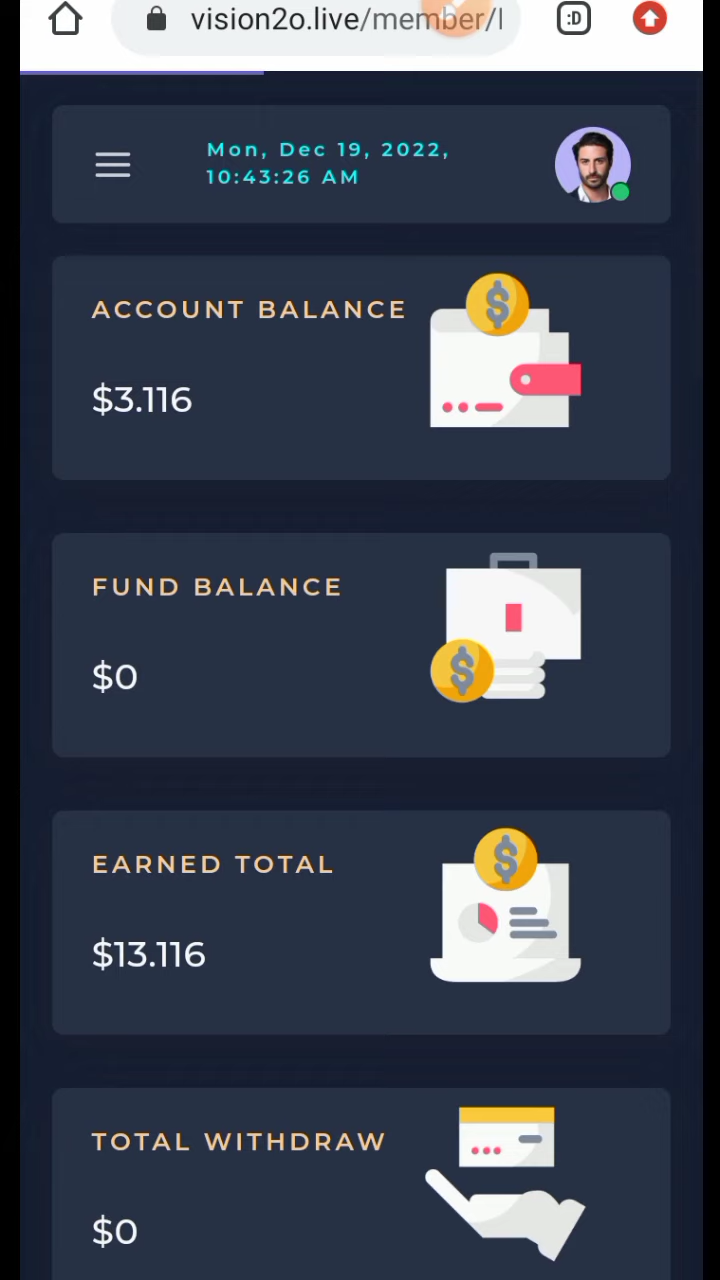 vision2o.live/member/
:D
Mon, Dec 19, 2022,
10:43:26 AM
ACCOUNT BALANCE
$3.116
FUND BALANCE
$0
EARNED TOTAL
$13.116
TOTAL WITHDRAW
$0